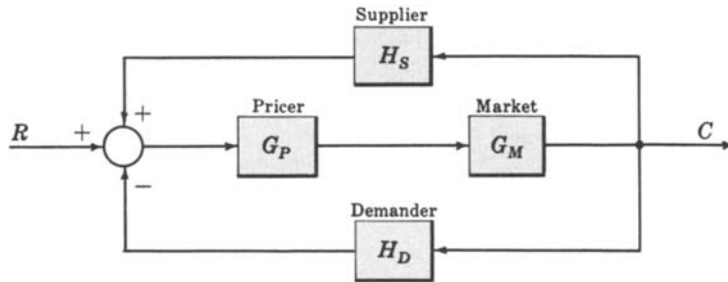 Supplier
H_S
+
Pricer
Market
R
+
G_P
G_M
C
−
Demander
H_D